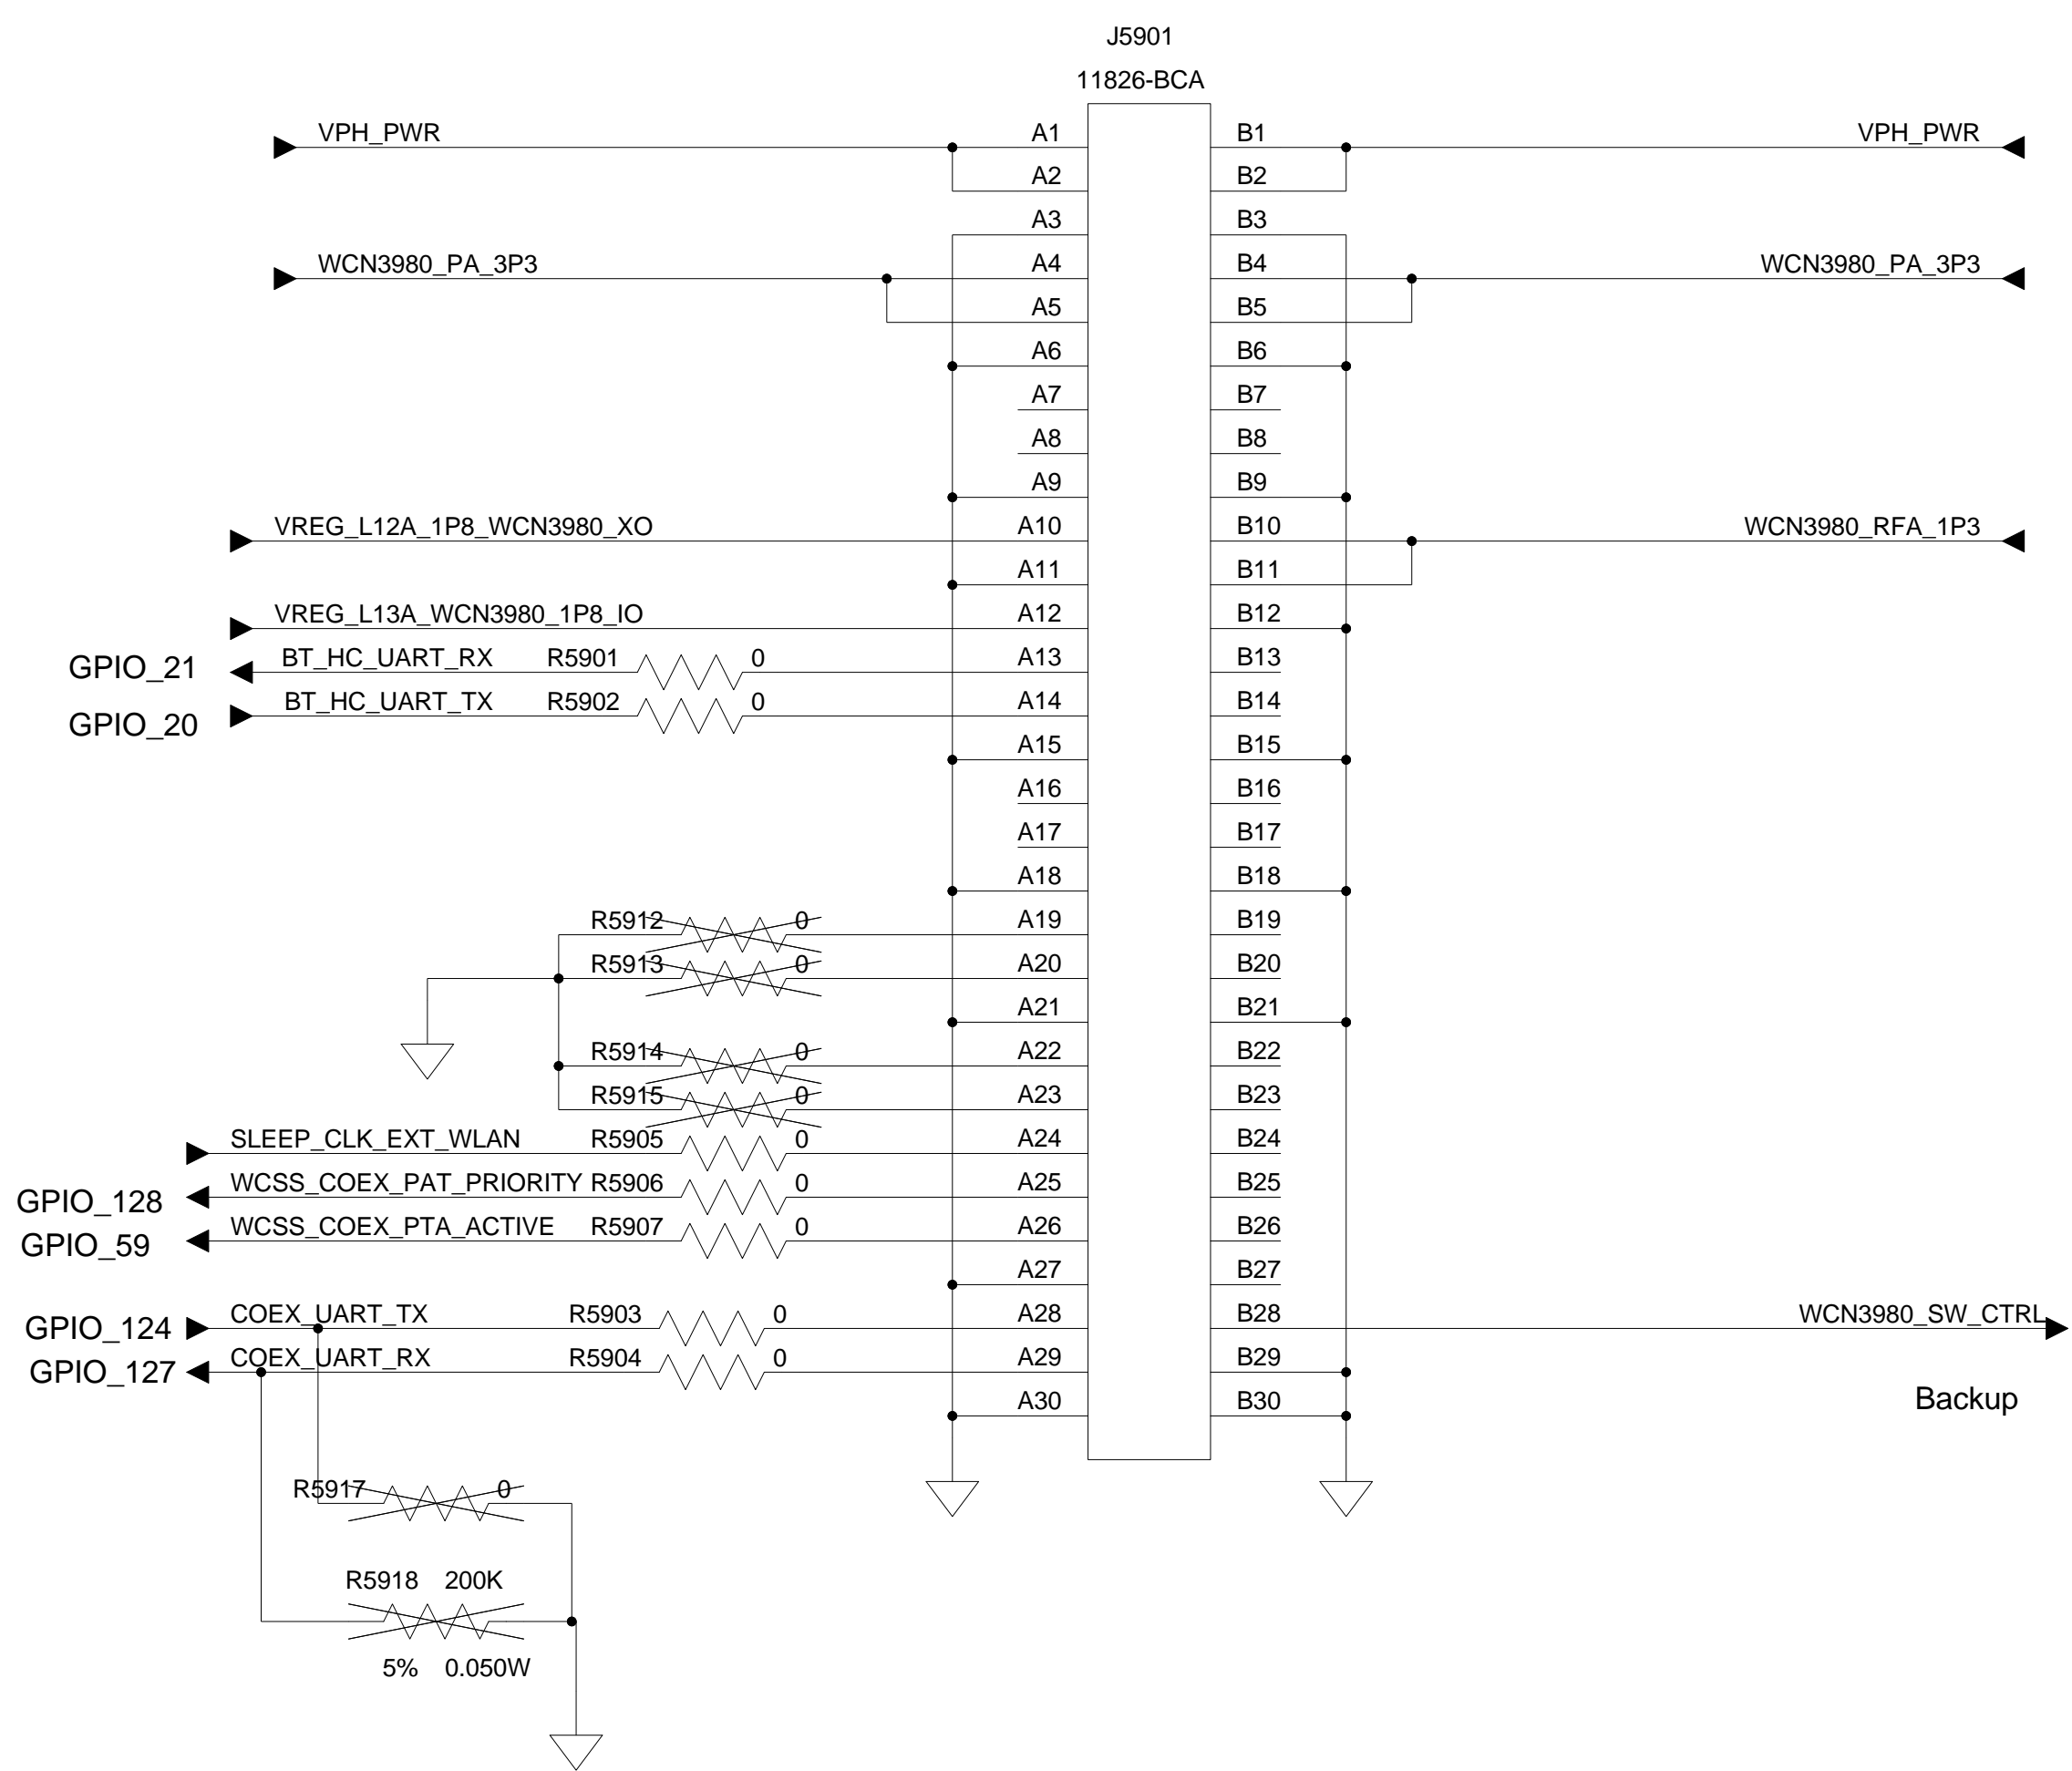 J5901
11826-BCA
VPH_PWR A1 B1 VPH_PWR
A2 B2
A3 B3
WCN3980_PA_3P3 A4 B4 WCN3980_PA_3P3
A5 B5
A6 B6
A7 B7
A8 B8
A9 B9
VREG_L12A_1P8_WCN3980_XO A10 B10 WCN3980_RFA_1P3
A11 B11
VREG_L13A_WCN3980_1P8_IO A12 B12
GPIO_21 BT_HC_UART_RX R5901 0 A13 B13
GPIO_20 BT_HC_UART_TX R5902 0 A14 B14
A15 B15
A16 B16
A17 B17
A18 B18
R5912 0 A19 B19
R5913 0 A20 B20
A21 B21
R5914 0 A22 B22
R5915 0 A23 B23
SLEEP_CLK_EXT_WLAN R5905 0 A24 B24
GPIO_128 WCSS_COEX_PAT_PRIORITY R5906 0 A25 B25
GPIO_59 WCSS_COEX_PTA_ACTIVE R5907 0 A26 B26
A27 B27
GPIO_124 COEX_UART_TX R5903 0 A28 B28 WCN3980_SW_CTRL
GPIO_127 COEX_UART_RX R5904 0 A29 B29
A30 B30 Backup
R5917 0
R5918 200K
5% 0.050W